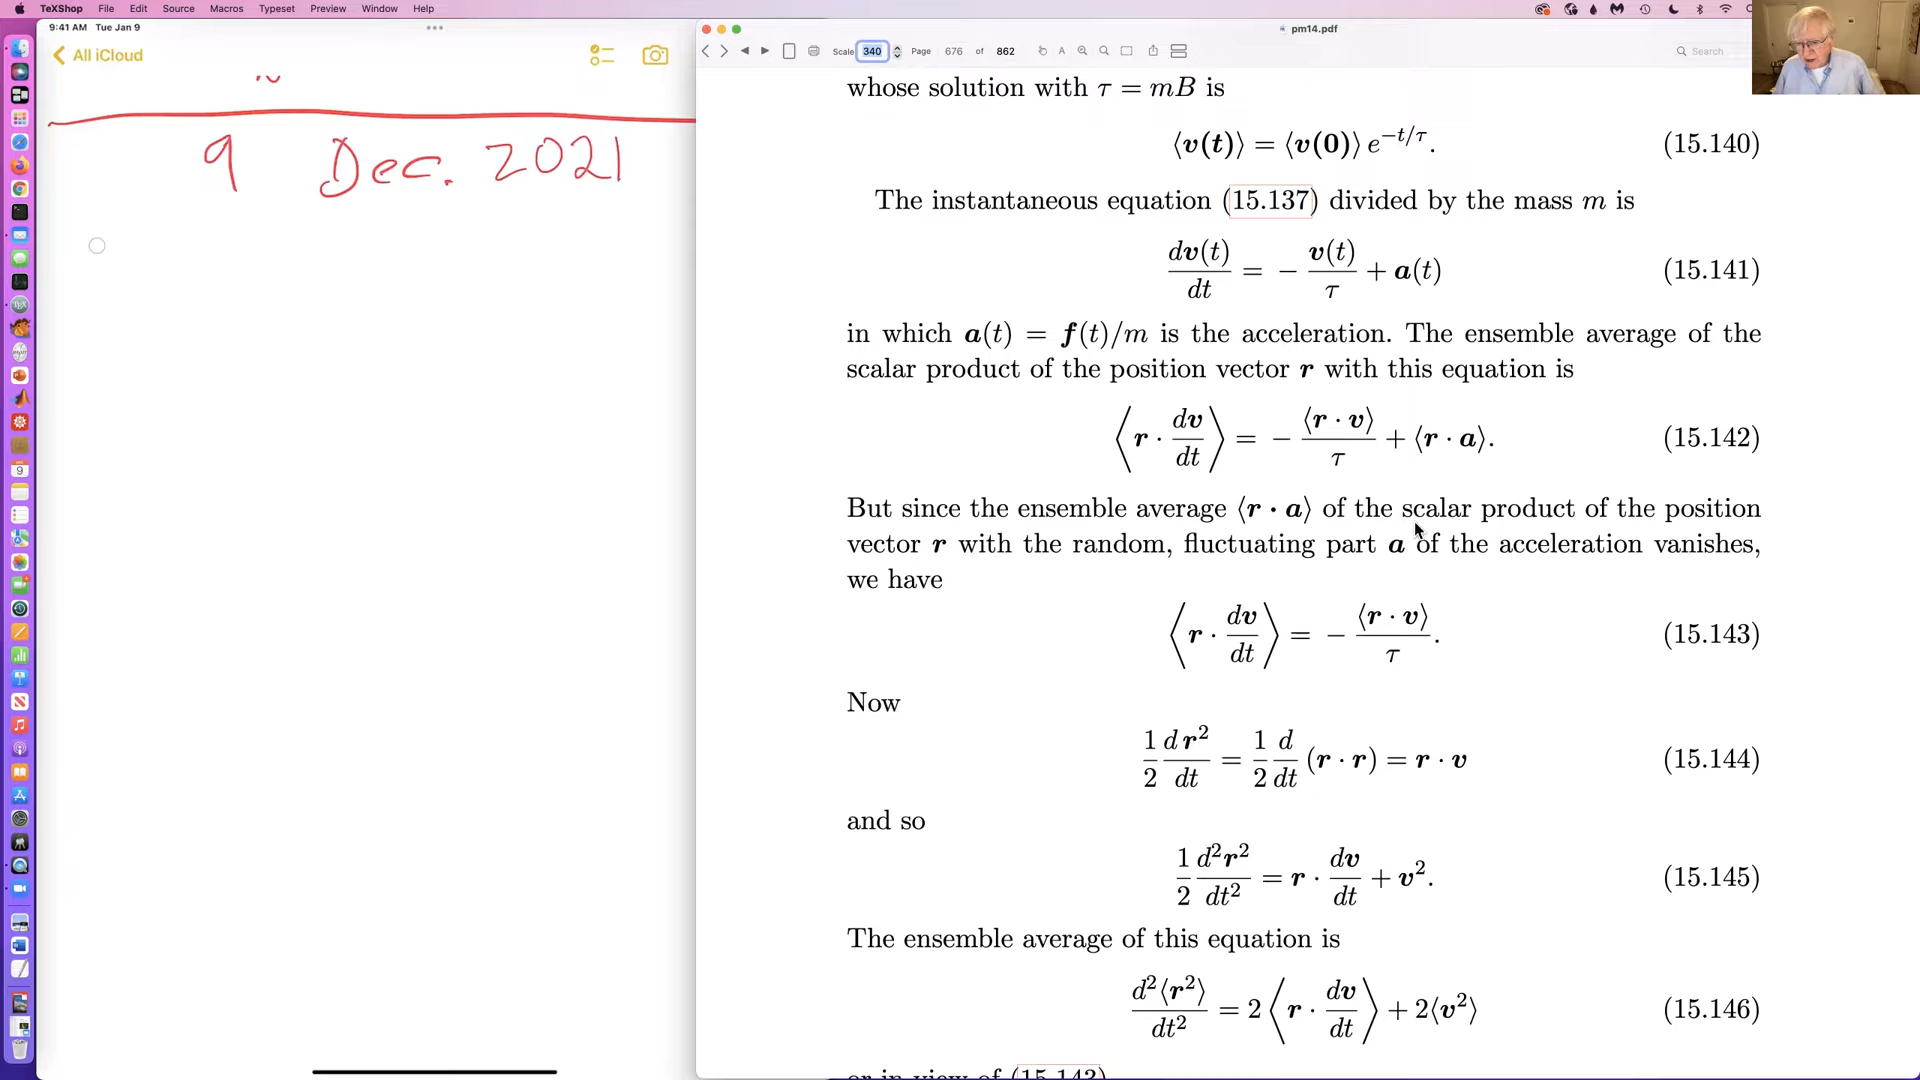 TeXShop File Edit Source Macros Typeset Preview Window Help
9:41 AM Tue Jan 9
All iCloud
9 Dec. 2021
pm14.pdf
Scale 340 Page 676 of 862
Search
whose solution with τ = mB is
⟨v(t)⟩ = ⟨v(0)⟩ e^{−t/τ}. (15.140)
The instantaneous equation (15.137) divided by the mass m is
dv(t)/dt = − v(t)/τ + a(t) (15.141)
in which a(t) = f(t)/m is the acceleration. The ensemble average of the
scalar product of the position vector r with this equation is
⟨r · dv/dt⟩ = − ⟨r · v⟩/τ + ⟨r · a⟩. (15.142)
But since the ensemble average ⟨r · a⟩ of the scalar product of the position
vector r with the random, fluctuating part a of the acceleration vanishes,
we have
⟨r · dv/dt⟩ = − ⟨r · v⟩/τ. (15.143)
Now
1/2 dr²/dt = 1/2 d/dt (r · r) = r · v (15.144)
and so
1/2 d²r²/dt² = r · dv/dt + v². (15.145)
The ensemble average of this equation is
d²⟨r²⟩/dt² = 2⟨r · dv/dt⟩ + 2⟨v²⟩ (15.146)
or in view of (15.143)